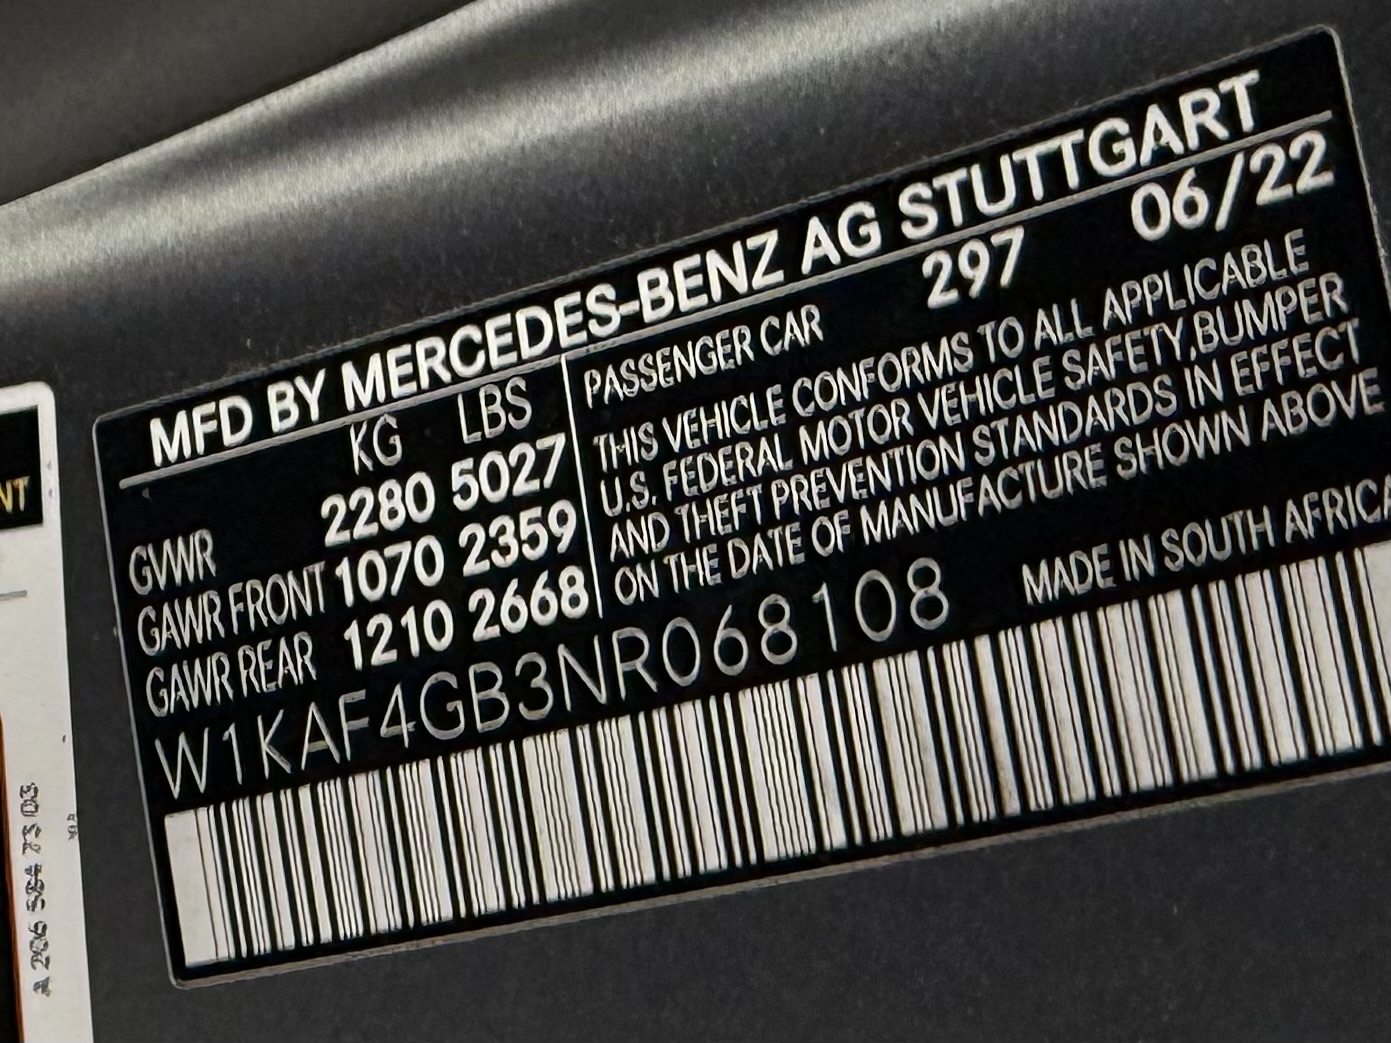 MFD BY MERCEDES-BENZ AG STUTTGART
KG LBS
GVWR 2280 5027
GAWR FRONT 1070 2359
GAWR REAR 1210 2668
PASSENGER CAR 297 06/22
THIS VEHICLE CONFORMS TO ALL APPLICABLE
U.S. FEDERAL MOTOR VEHICLE SAFETY,BUMPER
AND THEFT PREVENTION STANDARDS IN EFFECT
ON THE DATE OF MANUFACTURE SHOWN ABOVE
W1KAF4GB3NR068108 MADE IN SOUTH AFRICA
NT
A 206 584 73 03